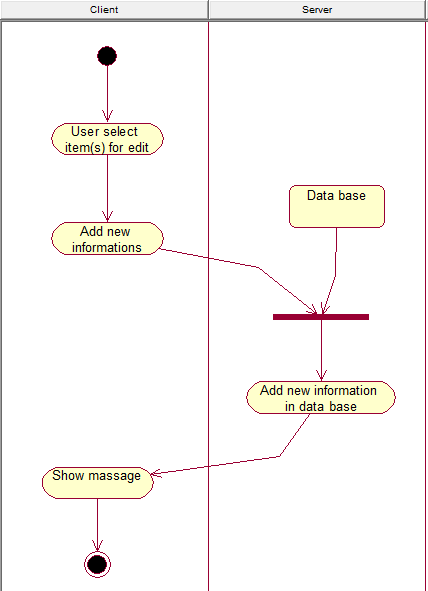 Client
Server
User select
item(s) for edit
Data base
Add new
informations
Add new information
in data base
Show massage